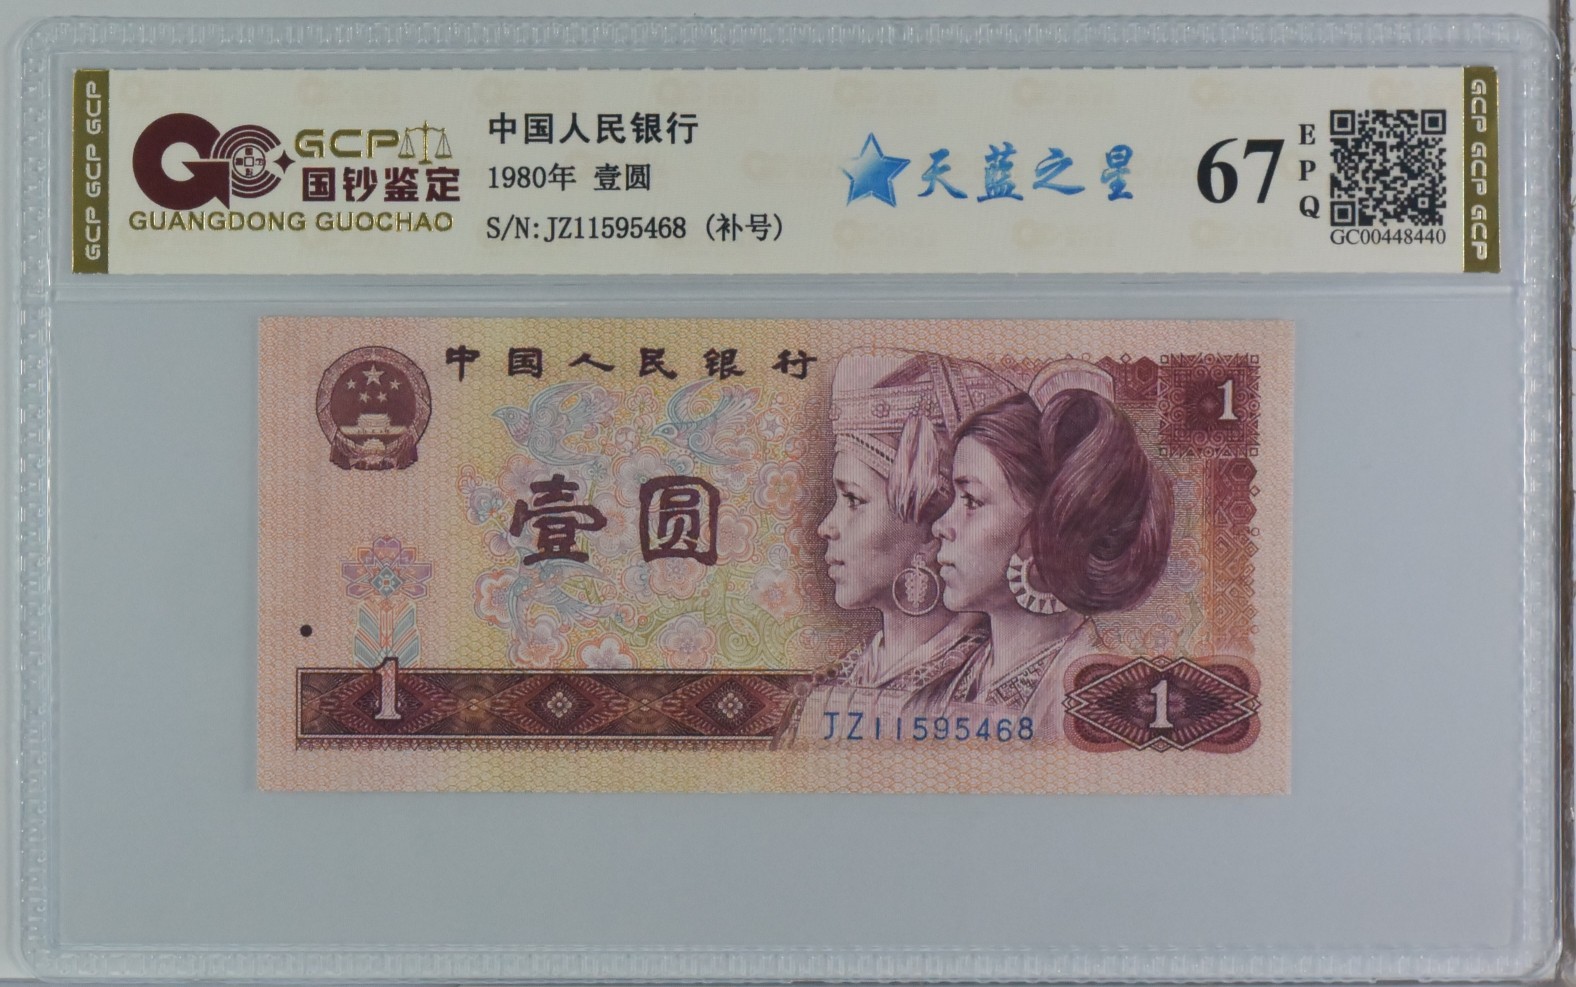 GCP GCP GCP
GCP
国钞鉴定
GUANGDONG GUOCHAO
中国人民银行
1980年 壹圆
S/N:JZ11595468 (补号)
天蓝之星
67
EPQ
GC00448440
GCP GCP GCP
中国人民银行
1
壹圆
1
JZ11595468
1